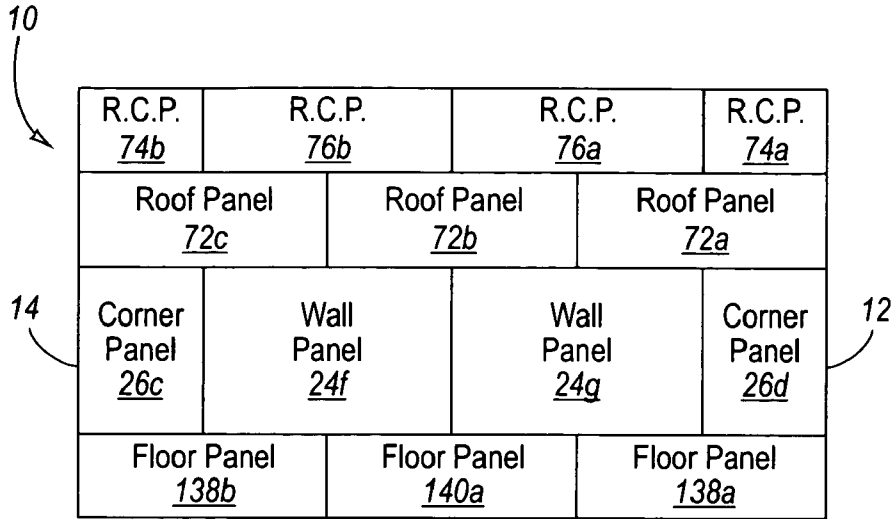 10
R.C.P. R.C.P. R.C.P. R.C.P.
74b 76b 76a 74a
Roof Panel Roof Panel Roof Panel
72c 72b 72a
14 12
Corner Panel 26c
Wall Panel 24f
Wall Panel 24g
Corner Panel 26d
Floor Panel Floor Panel Floor Panel
138b 140a 138a